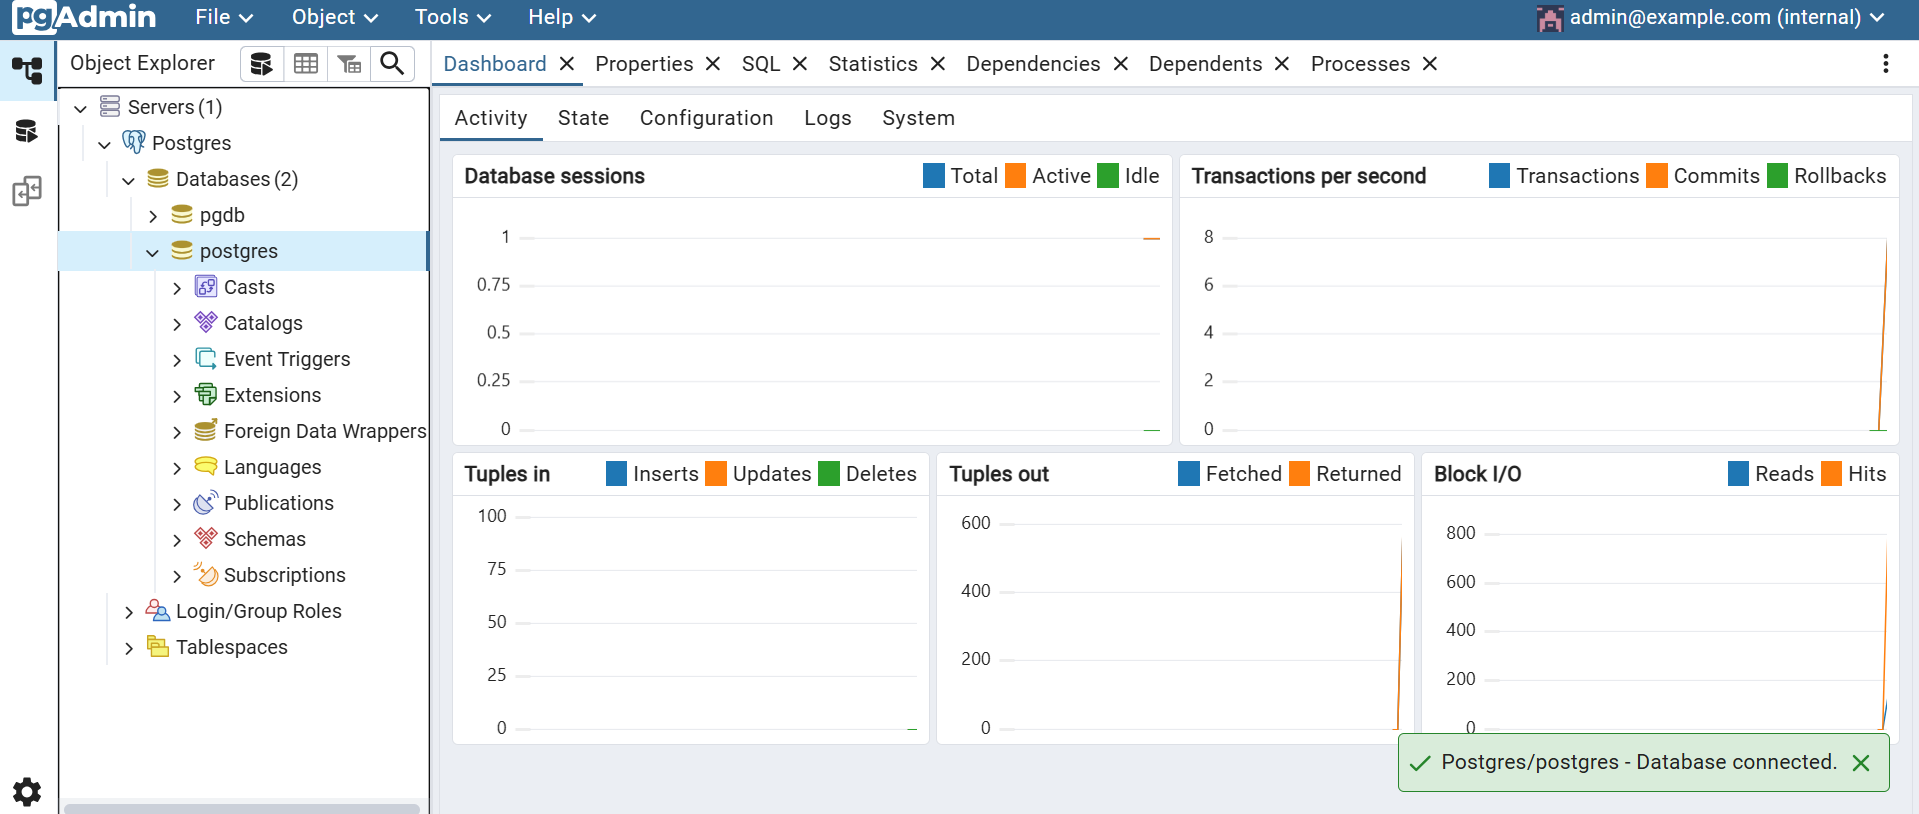 pgAdmin File Object Tools Help admin@example.com (internal)
Object Explorer
Dashboard Properties SQL Statistics Dependencies Dependents Processes
Servers (1)
Postgres
Databases (2)
pgdb
postgres
Casts
Catalogs
Event Triggers
Extensions
Foreign Data Wrappers
Languages
Publications
Schemas
Subscriptions
Login/Group Roles
Tablespaces
Activity State Configuration Logs System
Database sessions Total Active Idle
1
0.75
0.5
0.25
0
Transactions per second Transactions Commits Rollbacks
8
6
4
2
0
Tuples in Inserts Updates Deletes
100
75
50
25
0
Tuples out Fetched Returned
600
400
200
0
Block I/O Reads Hits
800
600
400
200
0
Postgres/postgres - Database connected.